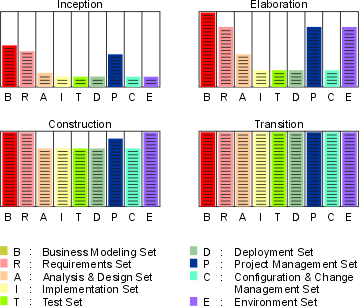 Inception
Elaboration
B R A I T D P C E
B R A I T D P C E
Construction
Transition
B R A I T D P C E
B R A I T D P C E
B : Business Modeling Set
R : Requirements Set
A : Analysis & Design Set
I : Implementation Set
T : Test Set
D : Deployment Set
P : Project Management Set
C : Configuration & Change
Management Set
E : Environment Set